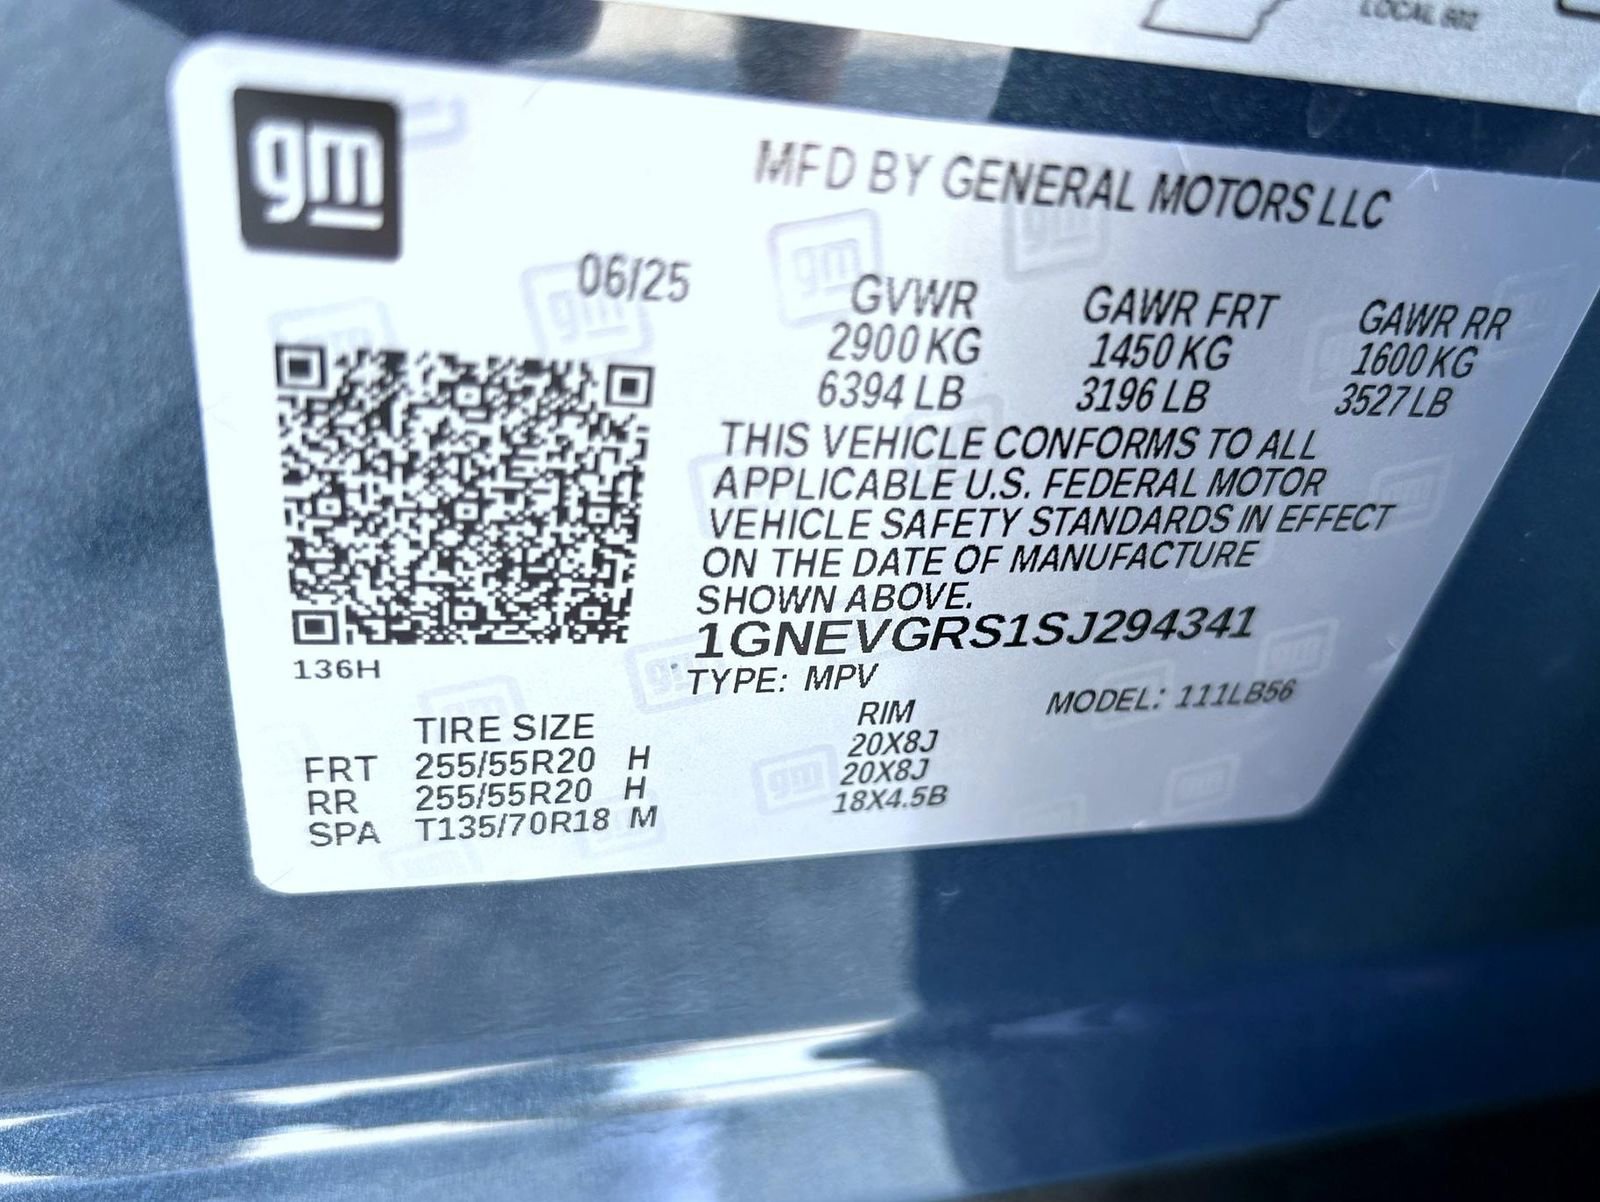 LOCAL 602
gm
MFD BY GENERAL MOTORS LLC
06/25
GVWR GAWR FRT GAWR RR
2900 KG 1450 KG 1600 KG
6394 LB 3196 LB 3527 LB
THIS VEHICLE CONFORMS TO ALL
APPLICABLE U.S. FEDERAL MOTOR
VEHICLE SAFETY STANDARDS IN EFFECT
ON THE DATE OF MANUFACTURE
SHOWN ABOVE.
1GNEVGRS1SJ294341
136H
TYPE: MPV MODEL: 111LB56
TIRE SIZE RIM
FRT 255/55R20 H 20X8J
RR 255/55R20 H 20X8J
SPA T135/70R18 M 18X4.5B